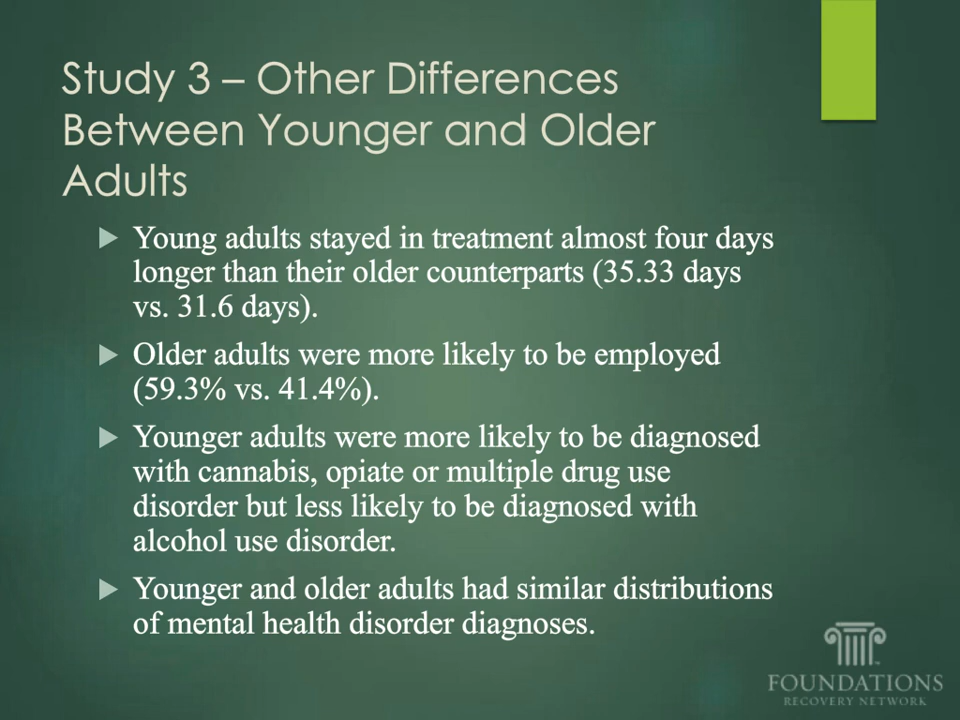 Study 3 – Other Differences
Between Younger and Older
Adults
Young adults stayed in treatment almost four days
longer than their older counterparts (35.33 days
vs. 31.6 days).
Older adults were more likely to be employed
(59.3% vs. 41.4%).
Younger adults were more likely to be diagnosed
with cannabis, opiate or multiple drug use
disorder but less likely to be diagnosed with
alcohol use disorder.
Younger and older adults had similar distributions
of mental health disorder diagnoses.
FOUNDATIONS
RECOVERY NETWORK